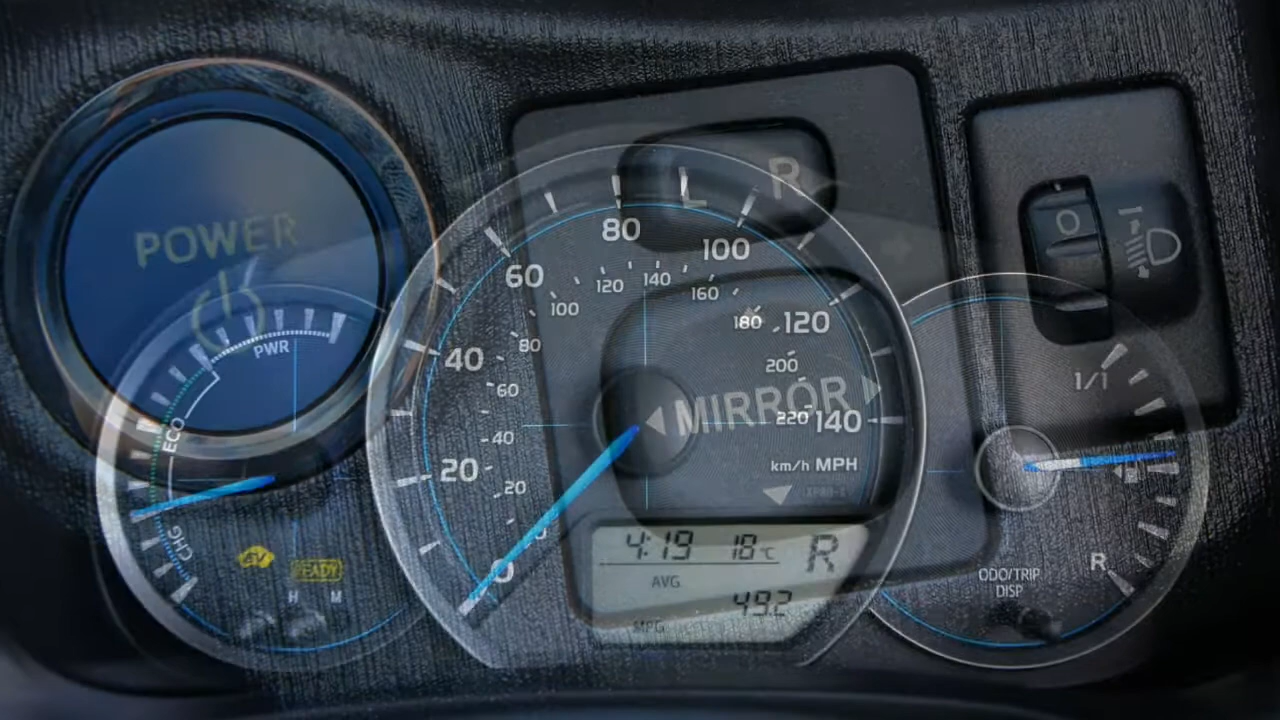 POWER
L R
0
MIRROR
PWR
ECO
CHG
EV
READY
H M
0
20
40
60
80
100
120
140
20
40
60
80
100
120
140
160
180
200
220
km/h MPH
4:19 18°C R
AVG
49.2
MPG
1/1
R
ODO/TRIP
DISP